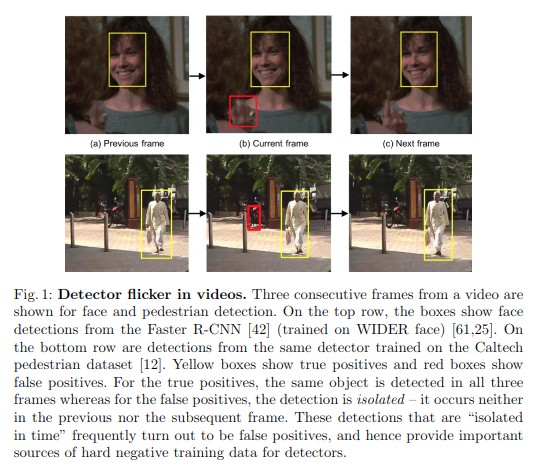 (a) Previous frame (b) Current frame (c) Next frame
Fig. 1: Detector flicker in videos. Three consecutive frames from a video are
shown for face and pedestrian detection. On the top row, the boxes show face
detections from the Faster R-CNN [42] (trained on WIDER face) [61,25]. On
the bottom row are detections from the same detector trained on the Caltech
pedestrian dataset [12]. Yellow boxes show true positives and red boxes show
false positives. For the true positives, the same object is detected in all three
frames whereas for the false positives, the detection is isolated – it occurs neither
in the previous nor the subsequent frame. These detections that are “isolated
in time” frequently turn out to be false positives, and hence provide important
sources of hard negative training data for detectors.